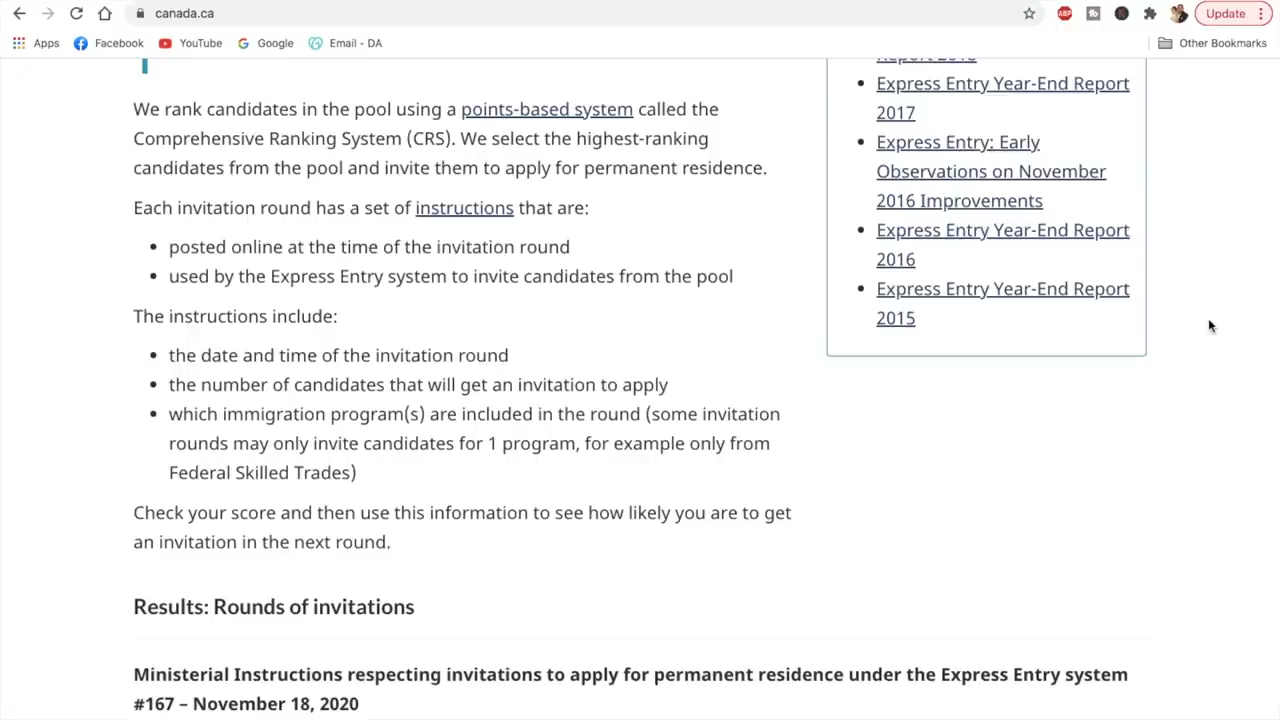 canada.ca
Update
Apps
Facebook
YouTube
Google
Email - DA
Other Bookmarks
We rank candidates in the pool using a points-based system called the
Comprehensive Ranking System (CRS). We select the highest-ranking
candidates from the pool and invite them to apply for permanent residence.
Each invitation round has a set of instructions that are:
• posted online at the time of the invitation round
• used by the Express Entry system to invite candidates from the pool
The instructions include:
• the date and time of the invitation round
• the number of candidates that will get an invitation to apply
• which immigration program(s) are included in the round (some invitation
rounds may only invite candidates for 1 program, for example only from
Federal Skilled Trades)
Check your score and then use this information to see how likely you are to get
an invitation in the next round.
• Express Entry Year-End Report
2017
• Express Entry: Early
Observations on November
2016 Improvements
• Express Entry Year-End Report
2016
• Express Entry Year-End Report
2015
Results: Rounds of invitations
Ministerial Instructions respecting invitations to apply for permanent residence under the Express Entry system
#167 – November 18, 2020